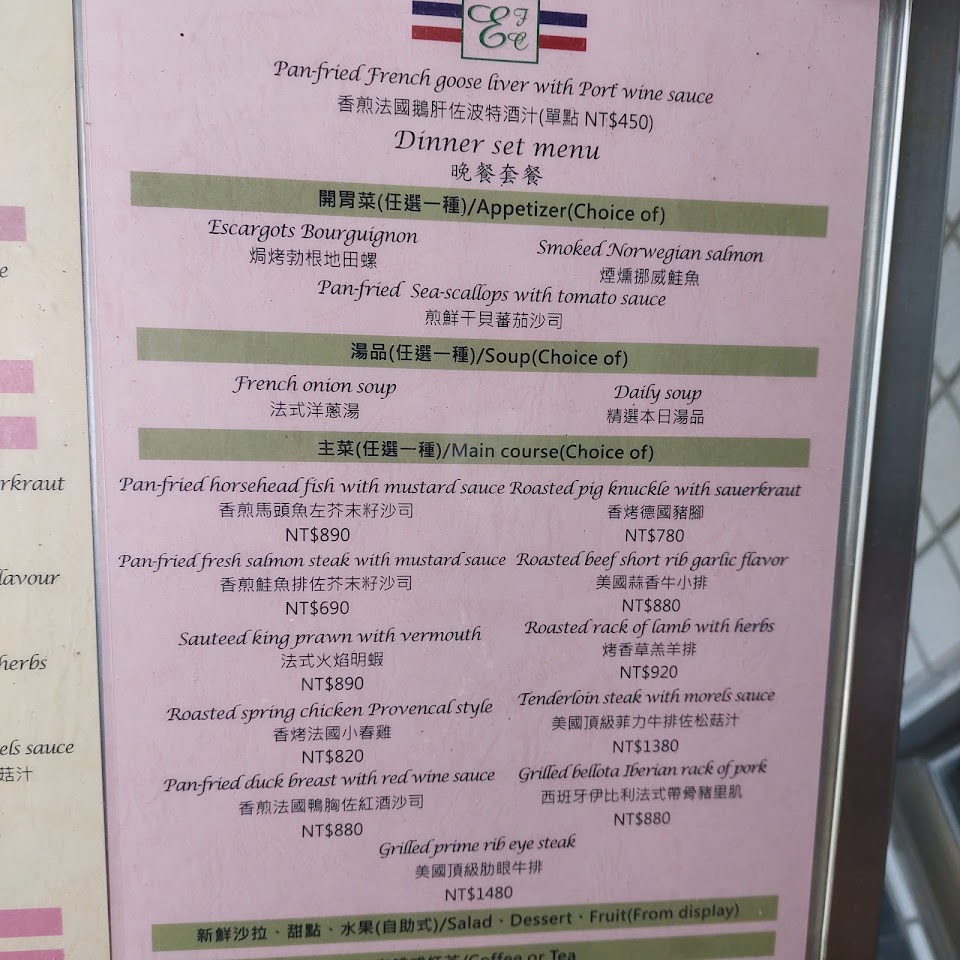 E F C
Pan-fried French goose liver with Port wine sauce
香煎法國鵝肝佐波特酒汁(單點 NT$450)
Dinner set menu
晚餐套餐
開胃菜(任選一種)/Appetizer(Choice of)
Escargots Bourguignon
焗烤勃根地田螺
Smoked Norwegian salmon
煙燻挪威鮭魚
Pan-fried Sea-scallops with tomato sauce
煎鮮干貝蕃茄沙司
湯品(任選一種)/Soup(Choice of)
French onion soup
法式洋蔥湯
Daily soup
精選本日湯品
主菜(任選一種)/Main course(Choice of)
Pan-fried horsehead fish with mustard sauce
香煎馬頭魚左芥末籽沙司
NT$890
Roasted pig knuckle with sauerkraut
香烤德國豬腳
NT$780
Pan-fried fresh salmon steak with mustard sauce
香煎鮭魚排佐芥末籽沙司
NT$690
Roasted beef short rib garlic flavor
美國蒜香牛小排
NT$880
Sauteed king prawn with vermouth
法式火焰明蝦
NT$890
Roasted rack of lamb with herbs
烤香草羔羊排
NT$920
Roasted spring chicken Provencal style
香烤法國小春雞
NT$820
Tenderloin steak with morels sauce
美國頂級菲力牛排佐松菇汁
NT$1380
Pan-fried duck breast with red wine sauce
香煎法國鴨胸佐紅酒沙司
NT$880
Grilled bellota Iberian rack of pork
西班牙伊比利法式帶骨豬里肌
NT$880
Grilled prime rib eye steak
美國頂級肋眼牛排
NT$1480
新鮮沙拉、甜點、水果(自助式)/Salad、Dessert、Fruit(From display)
/Coffee or Tea
rkraut
lavour
herbs
els sauce
菇汁